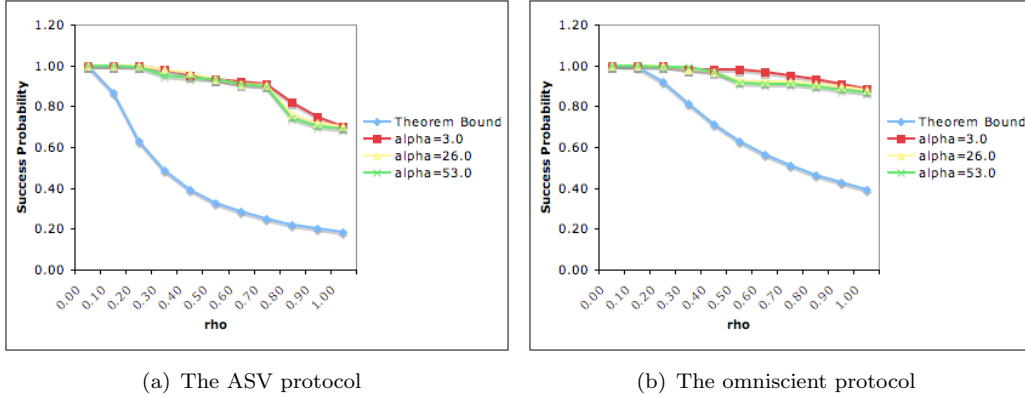 1.20
1.00
0.80
0.60
0.40
0.20
0.00
Success Probability
0.00 0.10 0.20 0.30 0.40 0.50 0.60 0.70 0.80 0.90 1.00
rho
Theorem Bound
alpha=3.0
alpha=26.0
alpha=53.0
(a) The ASV protocol
1.20
1.00
0.80
0.60
0.40
0.20
0.00
Success Probability
0.00 0.10 0.20 0.30 0.40 0.50 0.60 0.70 0.80 0.90 1.00
rho
Theorem Bound
alpha=3.0
alpha=26.0
alpha=53.0
(b) The omniscient protocol